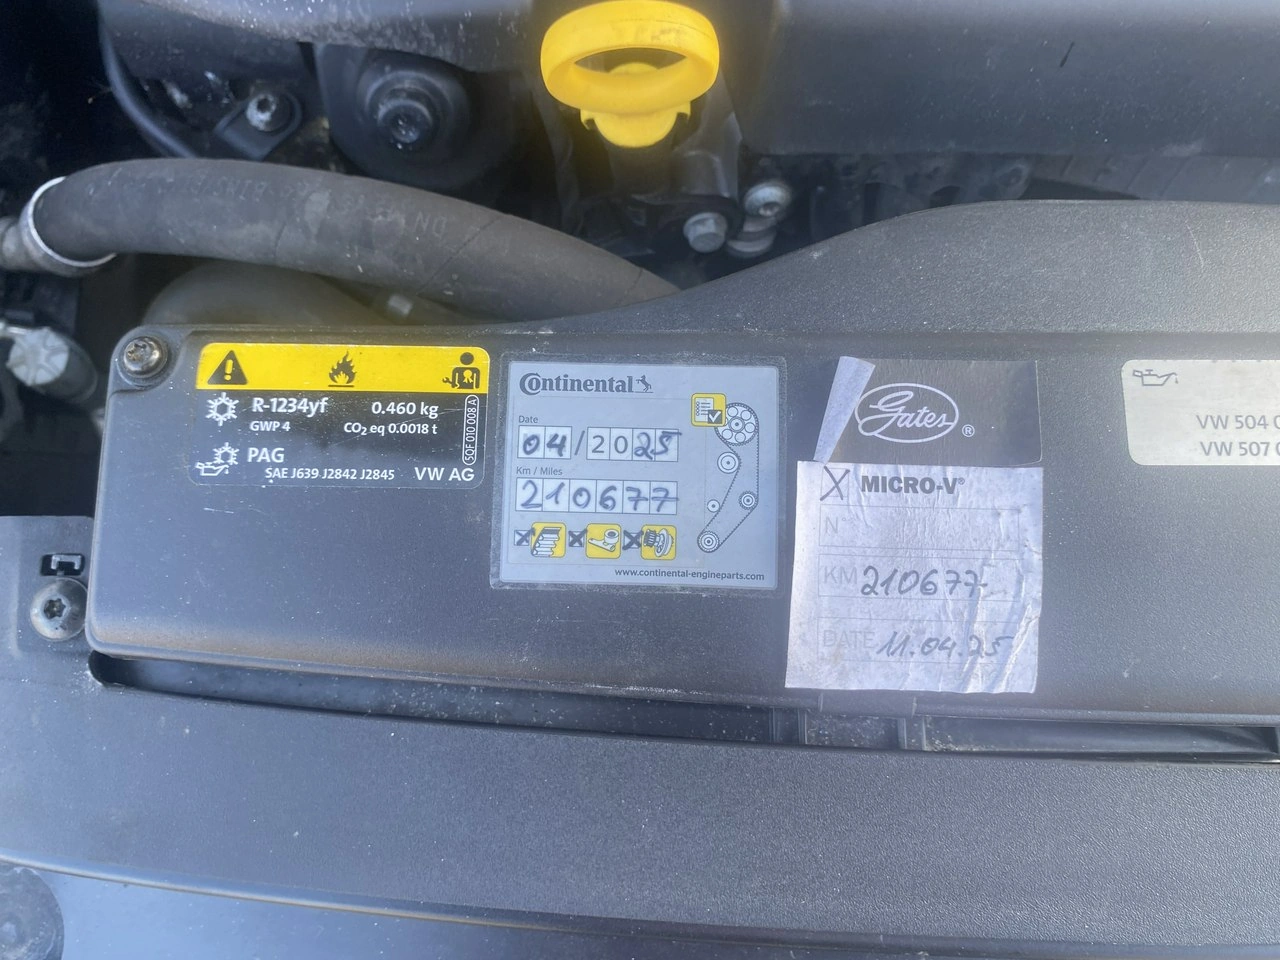 R-1234yf 0.460 kg
GWP 4 CO₂ eq 0.0018 t
PAG
SAE J639 J2842 J2845 VW AG
5QF 010 008 A
Continental
Date
04/2025
Km / Miles
210677
www.continental-engineparts.com
Gates®
X MICRO-V®
N°
KM 210677
DATE 11.04.25
VW 504 0
VW 507 0